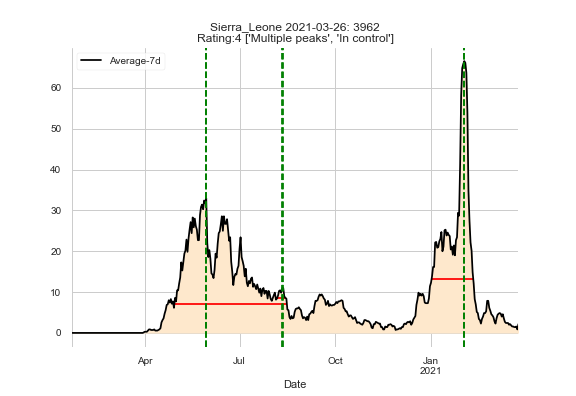 Sierra_Leone 2021-03-26: 3962
Rating:4 ['Multiple peaks', 'In control']
Average-7d
60
50
40
30
20
10
0
Apr
Jul
Oct
Jan
2021
Date